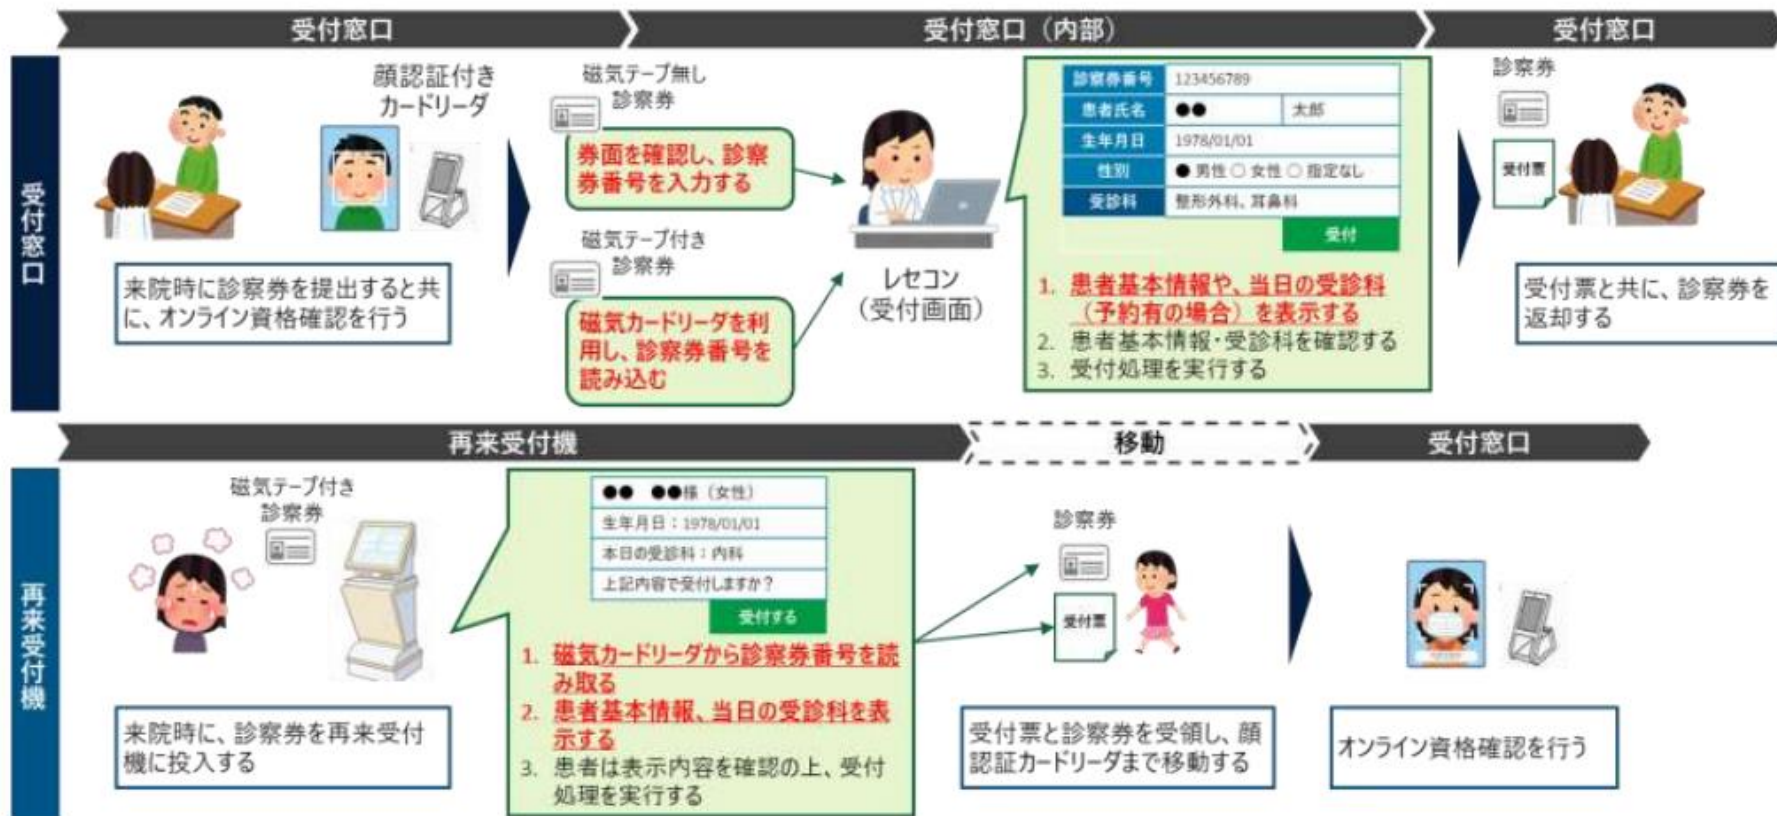 受付窓口
受付窓口（内部）
受付窓口
受付窓口
顔認証付き
カードリーダ
来院時に診察券を提出すると共
に、オンライン資格確認を行う
磁気テープ無し
診察券
券面を確認し、診察
券番号を入力する
磁気テープ付き
診察券
磁気カードリーダを利
用し、診察券番号を
読み込む
レセコン
（受付画面）
診察券番号 123456789
患者氏名 ●● 太郎
生年月日 1978/01/01
性別 ● 男性 ○ 女性 ○ 指定なし
受診科 整形外科、耳鼻科
受付
1. 患者基本情報や、当日の受診科
（予約有の場合）を表示する
2. 患者基本情報・受診科を確認する
3. 受付処理を実行する
診察券
受付票
受付票と共に、診察券を
返却する
再来受付機
移動
受付窓口
再来受付機
磁気テープ付き
診察券
来院時に、診察券を再来受付
機に投入する
●● ●●様（女性）
生年月日：1978/01/01
本日の受診科：内科
上記内容で受付しますか？
受付する
1. 磁気カードリーダから診察券番号を読
み取る
2. 患者基本情報、当日の受診科を表
示する
3. 患者は表示内容を確認の上、受付
処理を実行する
診察券
受付票
受付票と診察券を受領し、顔
認証カードリーダまで移動する
オンライン資格確認を行う